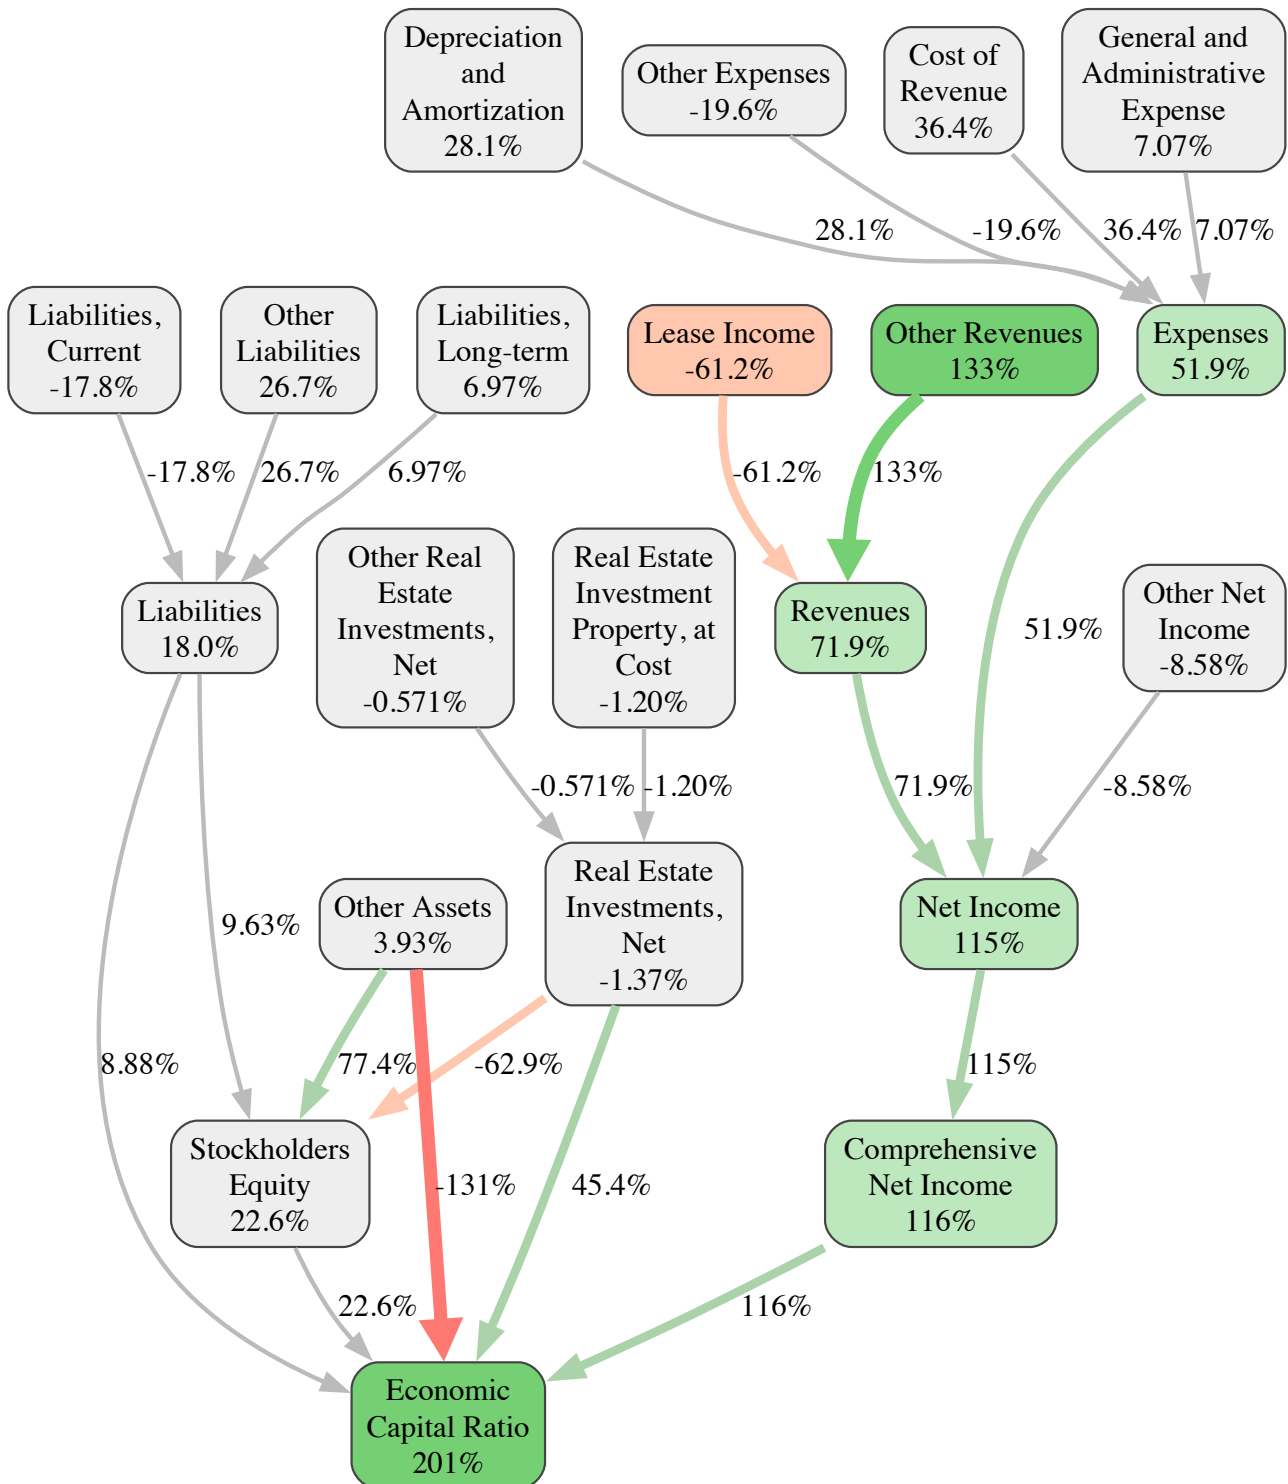 Depreciation
and
Amortization
28.1%
Other Expenses
-19.6%
Cost of
Revenue
36.4%
General and
Administrative
Expense
7.07%
28.1%
-19.6%
36.4%
7.07%
Liabilities,
Current
-17.8%
Other
Liabilities
26.7%
Liabilities,
Long-term
6.97%
Lease Income
-61.2%
Other Revenues
133%
Expenses
51.9%
-17.8%
26.7%
6.97%
-61.2%
133%
Liabilities
18.0%
Other Real
Estate
Investments,
Net
-0.571%
Real Estate
Investment
Property, at
Cost
-1.20%
Revenues
71.9%
51.9%
Other Net
Income
-8.58%
-0.571%
-1.20%
71.9%
-8.58%
9.63%
Other Assets
3.93%
Real Estate
Investments,
Net
-1.37%
Net Income
115%
8.88%
77.4%
-62.9%
115%
Stockholders
Equity
22.6%
-131%
45.4%
Comprehensive
Net Income
116%
22.6%
116%
Economic
Capital Ratio
201%